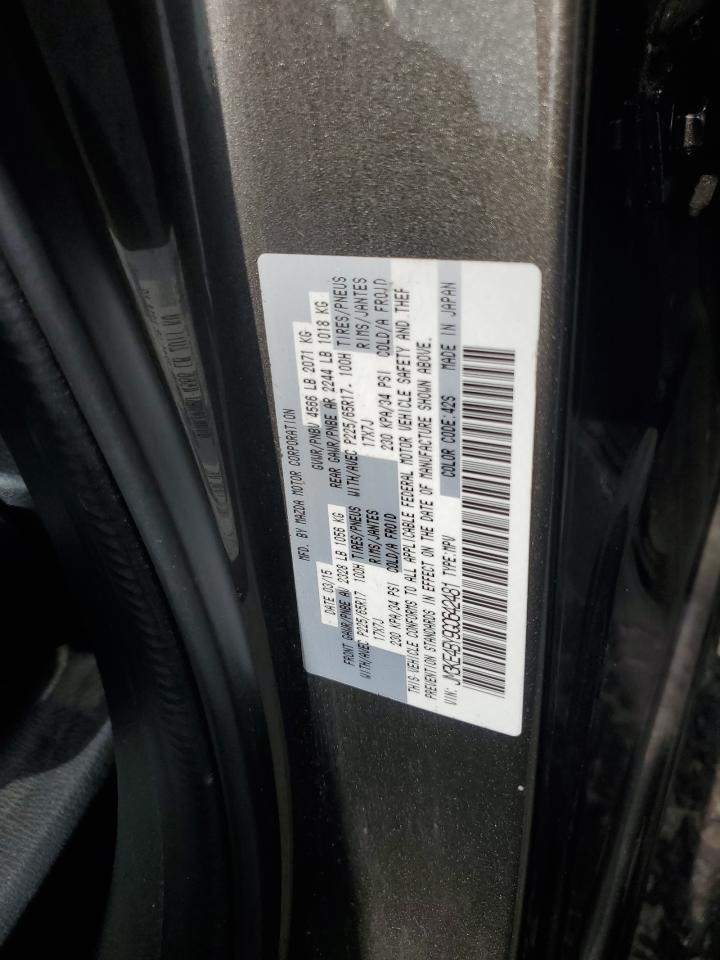 MFD. BY MAZDA MOTOR CORPORATION
DATE 03/15 GVWR/PNBV 4566 LB 2071 KG
FRONT GAWR/PNBE AV 2328 LB 1056 KG REAR GAWR/PNBE AR 2244 LB 1018 KG
WITH/AVEC P225/65R17 100H TIRES/PNEUS WITH/AVEC P225/65R17 100H TIRES/PNEUS
17X7J RIMS/JANTES 17X7J RIMS/JANTES
230 KPA/34 PSI COLD/A FROID 230 KPA/34 PSI COLD/A FROID
THIS VEHICLE CONFORMS TO ALL APPLICABLE FEDERAL MOTOR VEHICLE SAFETY AND THEF
PREVENTION STANDARDS IN EFFECT ON THE DATE OF MANUFACTURE SHOWN ABOVE.
VIN: JM3KE4BY9G0642481 TYPE:MPV COLOR CODE:42S MADE IN JAPAN